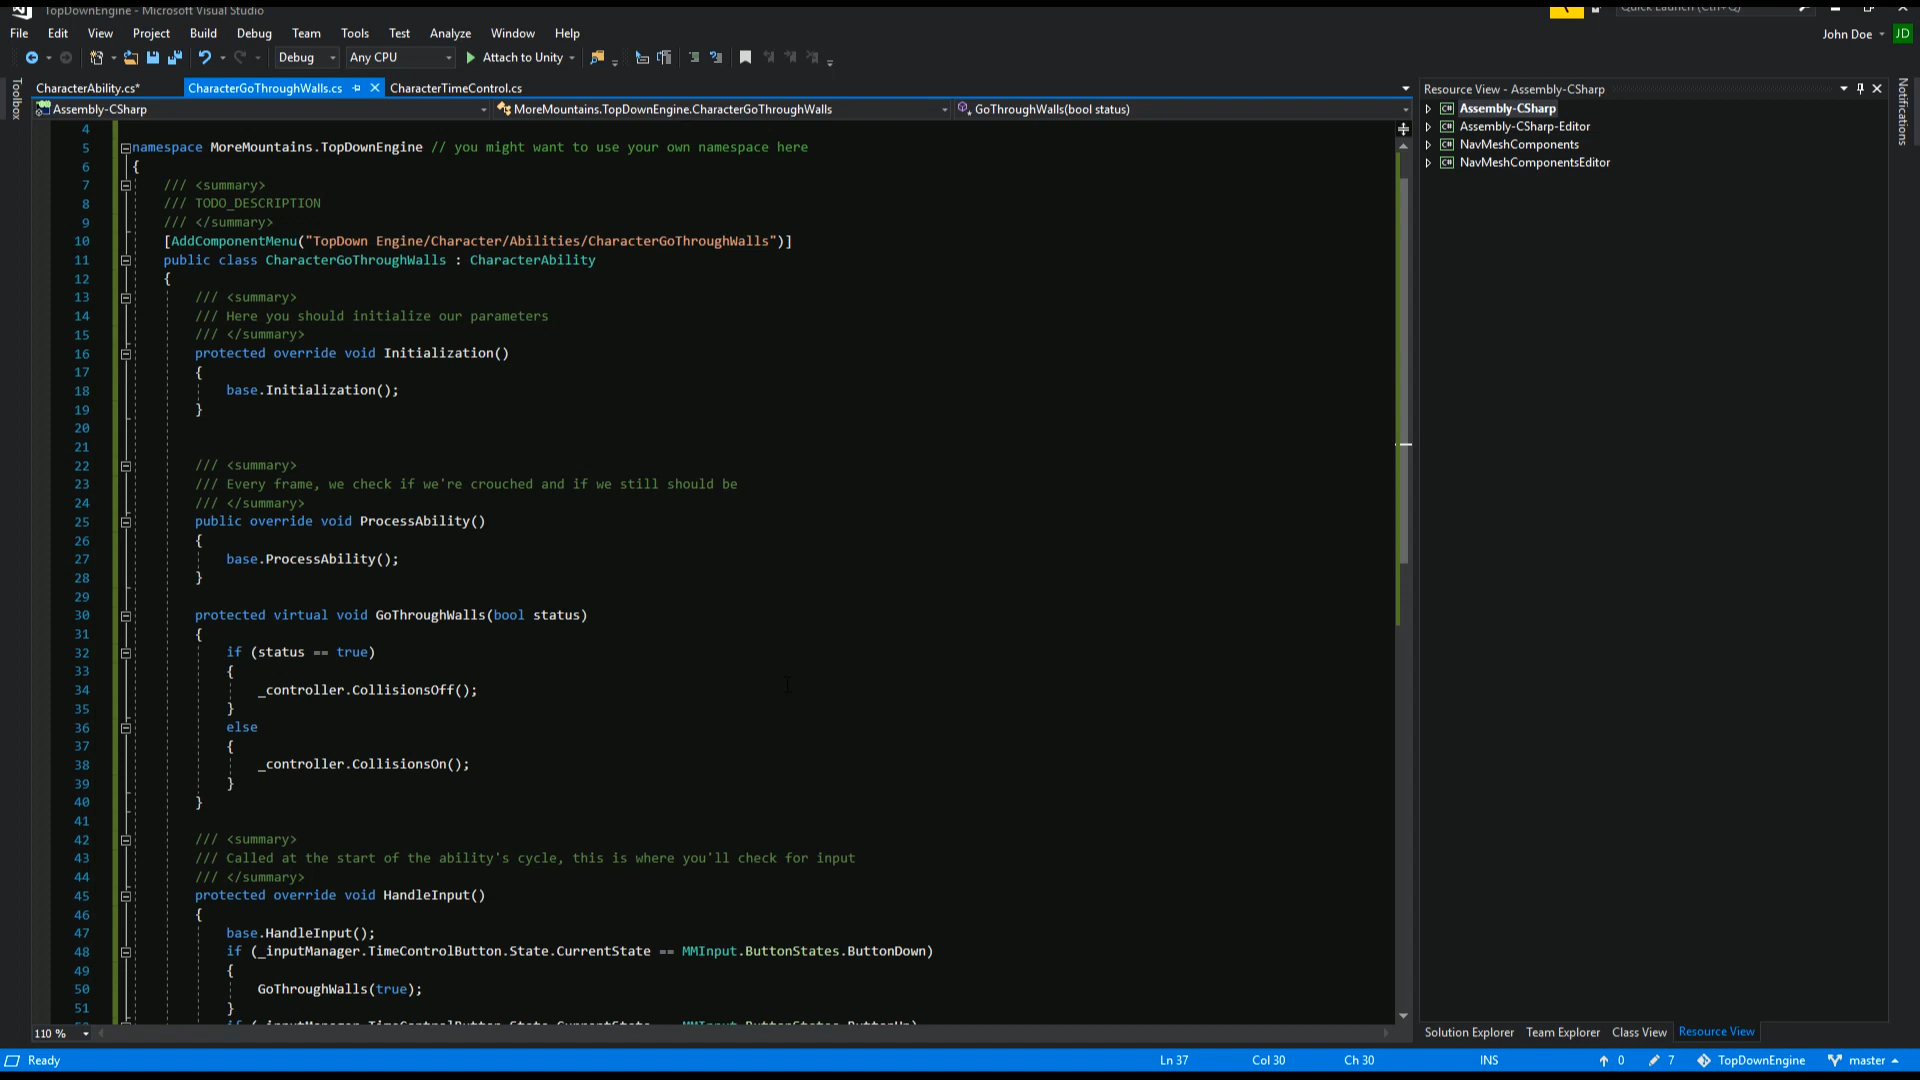 TopDownEngine - Microsoft Visual Studio
Quick Launch (Ctrl+Q)
File Edit View Project Build Debug Team Tools Test Analyze Window Help
John Doe JD
Debug Any CPU Attach to Unity
Toolbox
CharacterAbility.cs* CharacterGoThroughWalls.cs CharacterTimeControl.cs
Assembly-CSharp MoreMountains.TopDownEngine.CharacterGoThroughWalls GoThroughWalls(bool status)
4
5 namespace MoreMountains.TopDownEngine // you might want to use your own namespace here
6 {
7 /// <summary>
8 /// TODO_DESCRIPTION
9 /// </summary>
10 [AddComponentMenu("TopDown Engine/Character/Abilities/CharacterGoThroughWalls")]
11 public class CharacterGoThroughWalls : CharacterAbility
12 {
13 /// <summary>
14 /// Here you should initialize our parameters
15 /// </summary>
16 protected override void Initialization()
17 {
18 base.Initialization();
19 }
20
21
22 /// <summary>
23 /// Every frame, we check if we're crouched and if we still should be
24 /// </summary>
25 public override void ProcessAbility()
26 {
27 base.ProcessAbility();
28 }
29
30 protected virtual void GoThroughWalls(bool status)
31 {
32 if (status == true)
33 {
34 _controller.CollisionsOff();
35 }
36 else
37 {
38 _controller.CollisionsOn();
39 }
40 }
41
42 /// <summary>
43 /// Called at the start of the ability's cycle, this is where you'll check for input
44 /// </summary>
45 protected override void HandleInput()
46 {
47 base.HandleInput();
48 if (_inputManager.TimeControlButton.State.CurrentState == MMInput.ButtonStates.ButtonDown)
49 {
50 GoThroughWalls(true);
51 }
if (_inputManager.TimeControlButton.State.CurrentState == MMInput.ButtonStates.ButtonUp)
110 %
Resource View - Assembly-CSharp
Assembly-CSharp
Assembly-CSharp-Editor
NavMeshComponents
NavMeshComponentsEditor
Notifications
Solution Explorer Team Explorer Class View Resource View
Ready Ln 37 Col 30 Ch 30 INS 0 7 TopDownEngine master